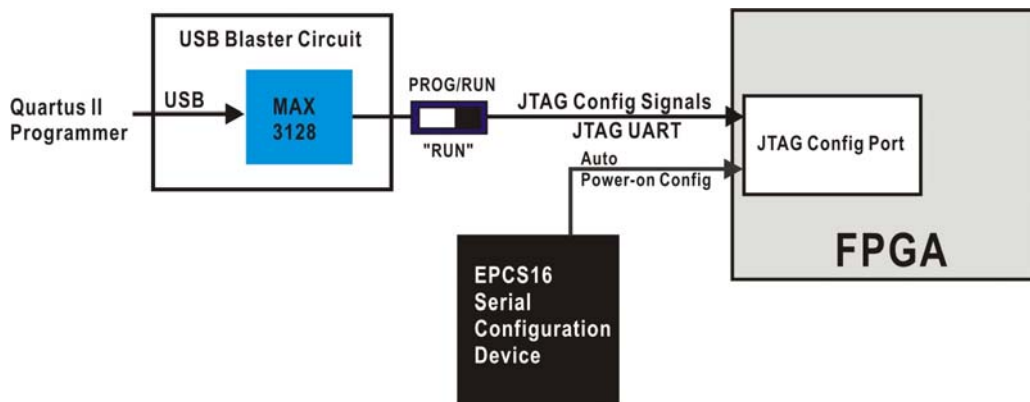 USB Blaster Circuit
Quartus II
Programmer
USB
MAX
3128
PROG/RUN
"RUN"
JTAG Config Signals
JTAG UART
Auto
Power-on Config
JTAG Config Port
FPGA
EPCS16
Serial
Configuration
Device